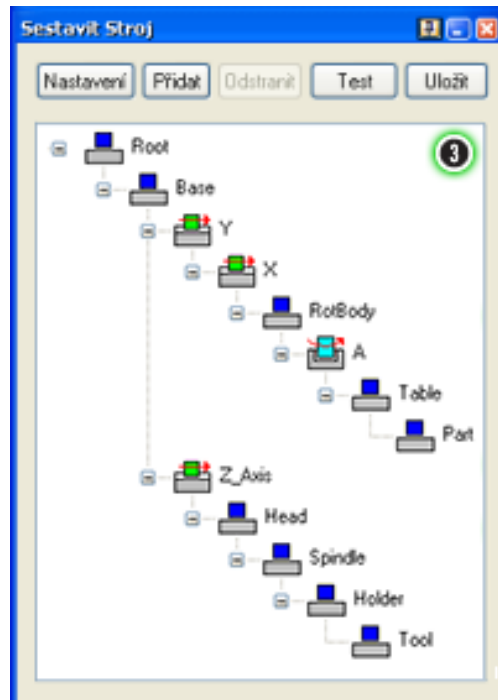 Sestavit Stroj
Nastavení Přidat Odstranit Test Uložit
3
Root
Base
Y
X
RotBody
A
Table
Part
Z_Axis
Head
Spindle
Holder
Tool